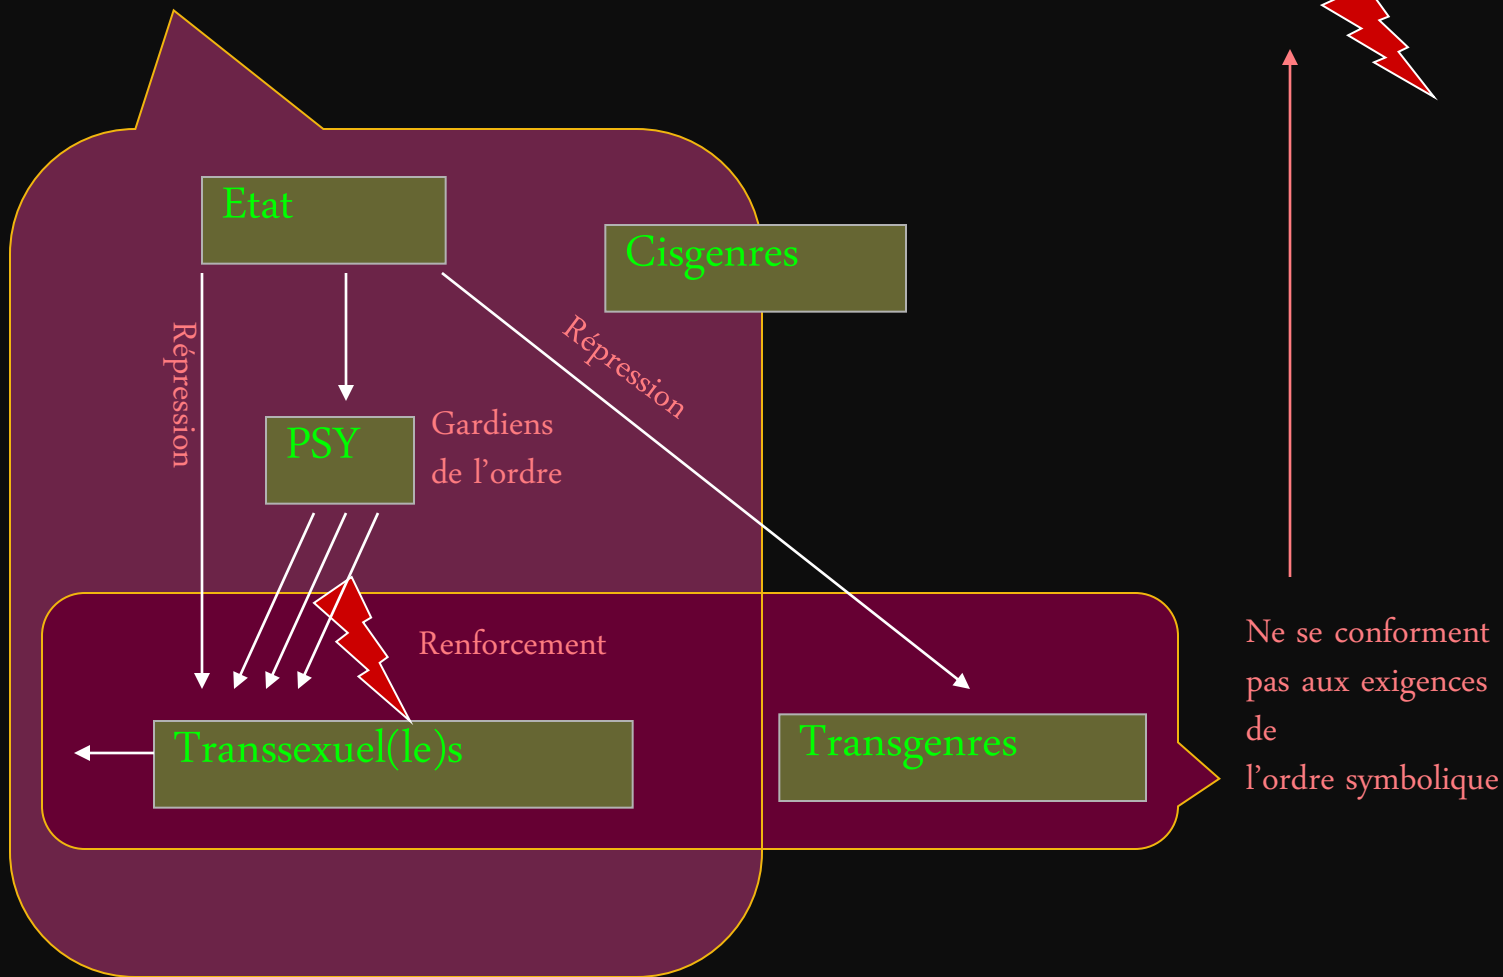 Etat
Cisgenres
Répression
Répression
PSY
Gardiens
de l'ordre
Renforcement
Ne se conforment
pas aux exigences
de
l'ordre symbolique
Transsexuel(le)s
Transgenres